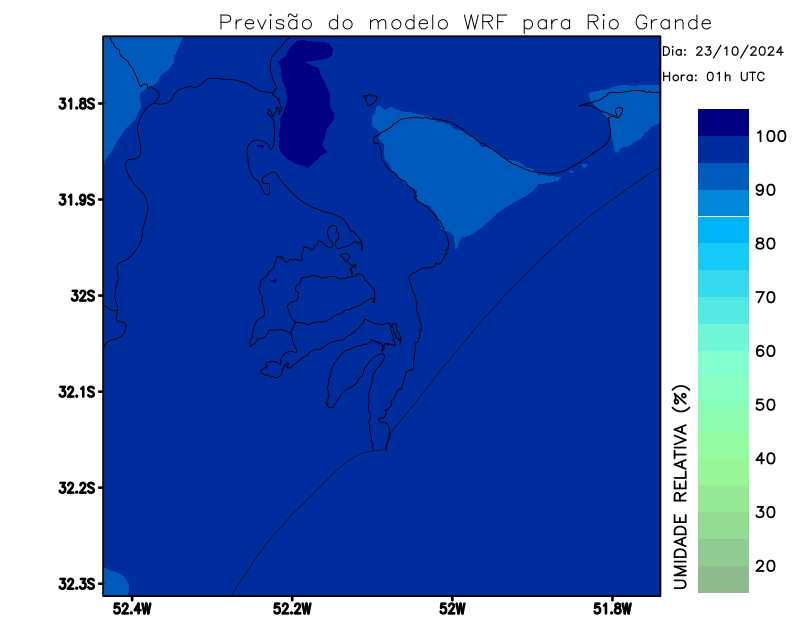 Previsão do modelo WRF para Rio Grande
Dia: 23/10/2024
Hora: 01h UTC
31.8S
31.9S
32S
32.1S
32.2S
32.3S
52.4W
52.2W
52W
51.8W
UMIDADE RELATIVA (%)
100
90
80
70
60
50
40
30
20